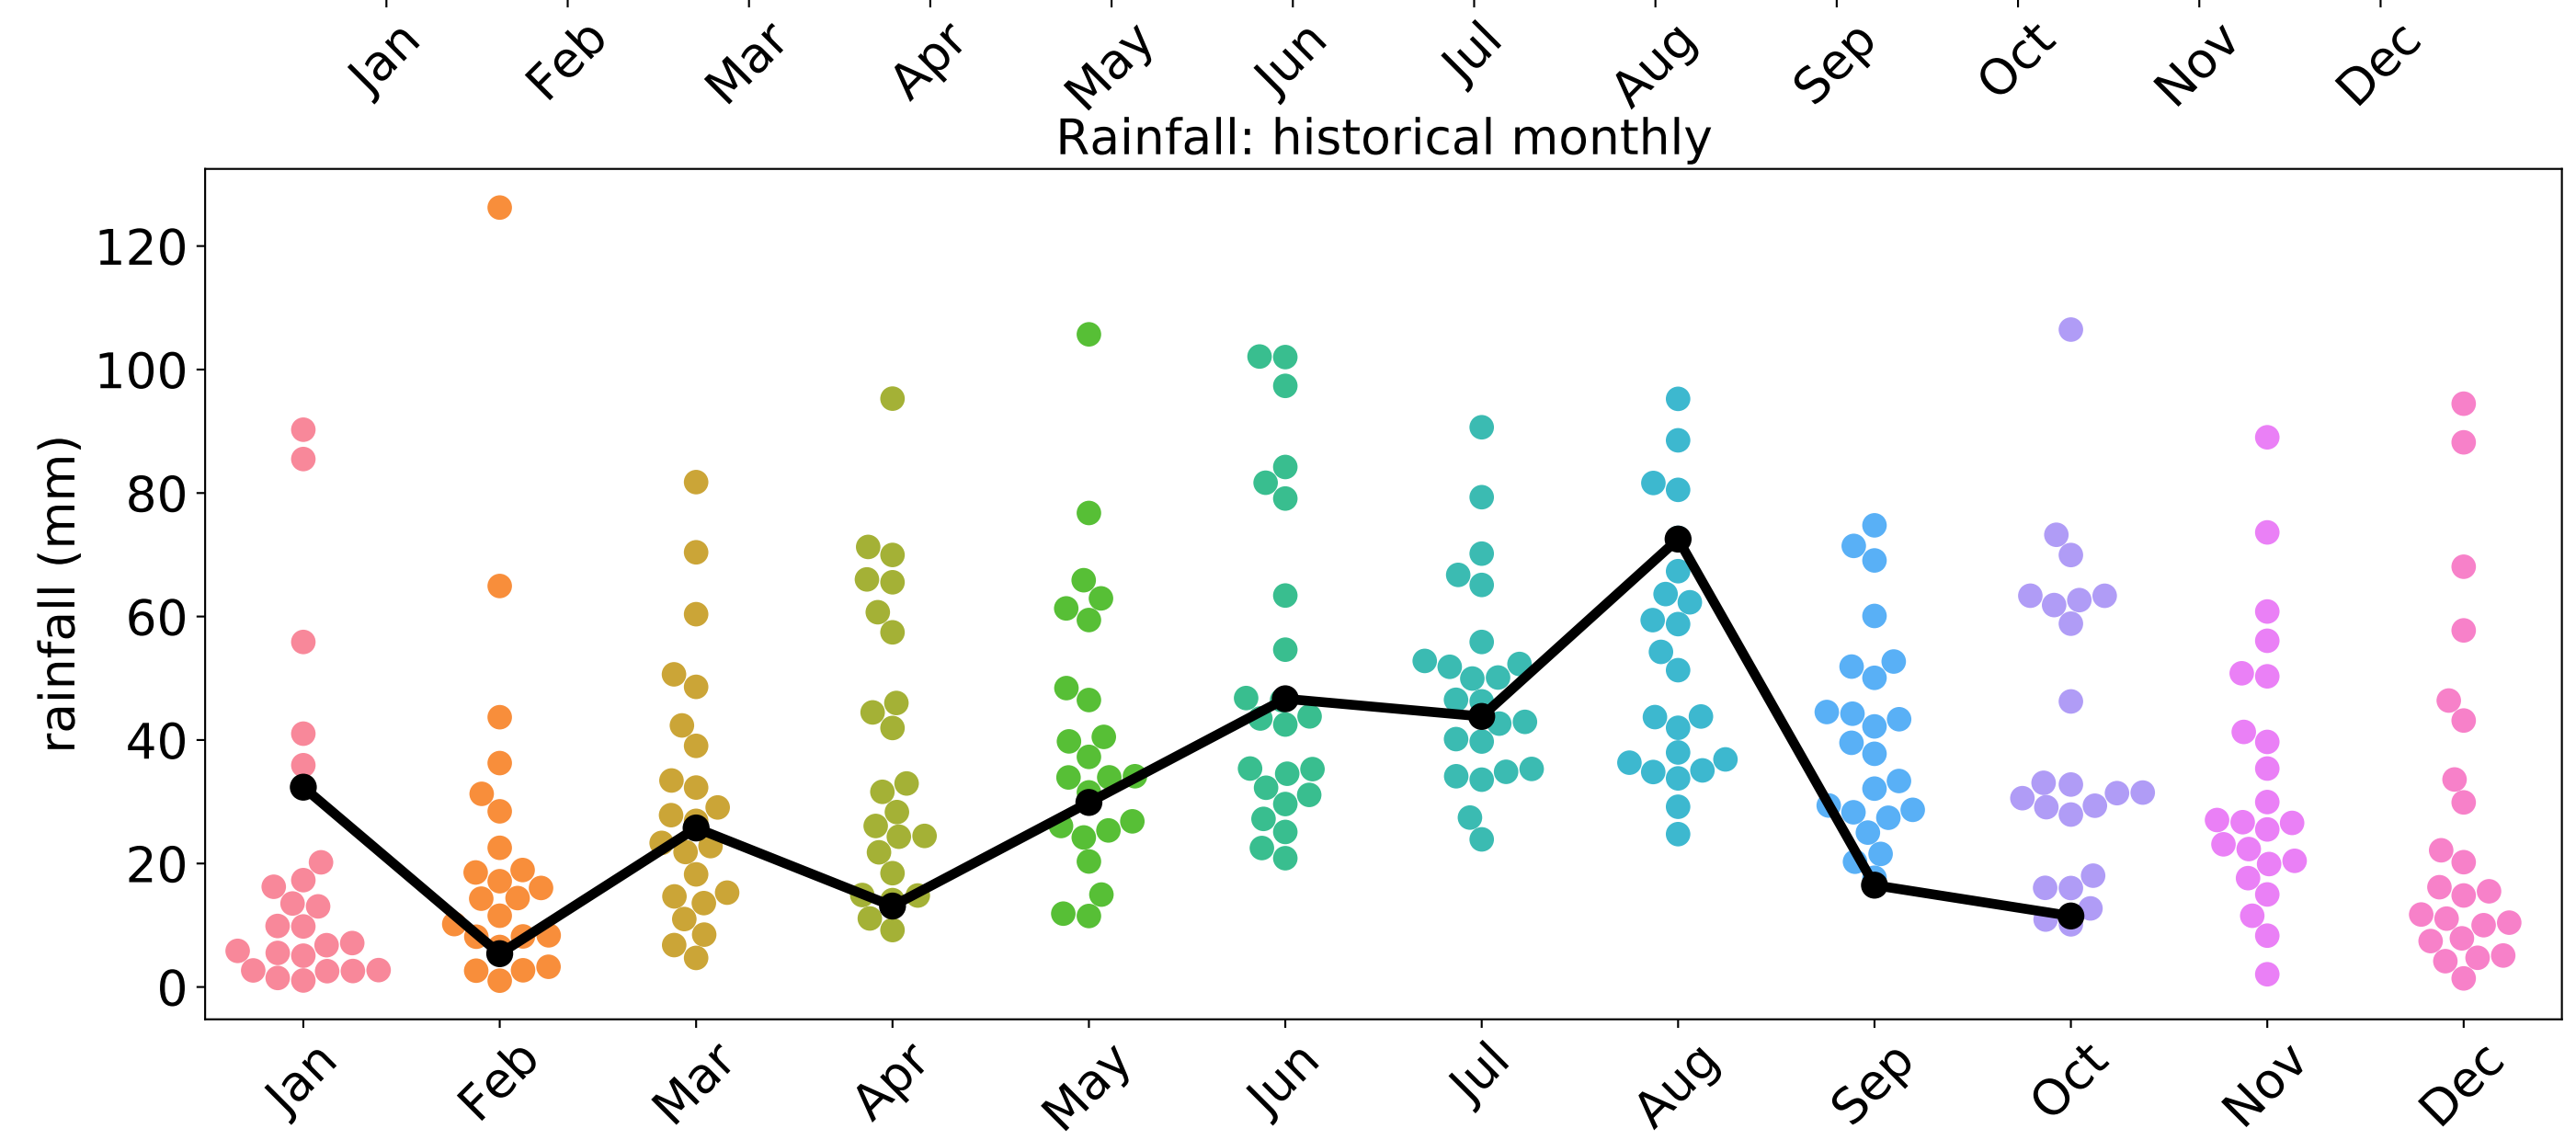 Jan Feb Mar Apr May Jun Jul Aug Sep Oct Nov Dec
Rainfall: historical monthly
rainfall (mm)
120
100
80
60
40
20
0
Jan Feb Mar Apr May Jun Jul Aug Sep Oct Nov Dec